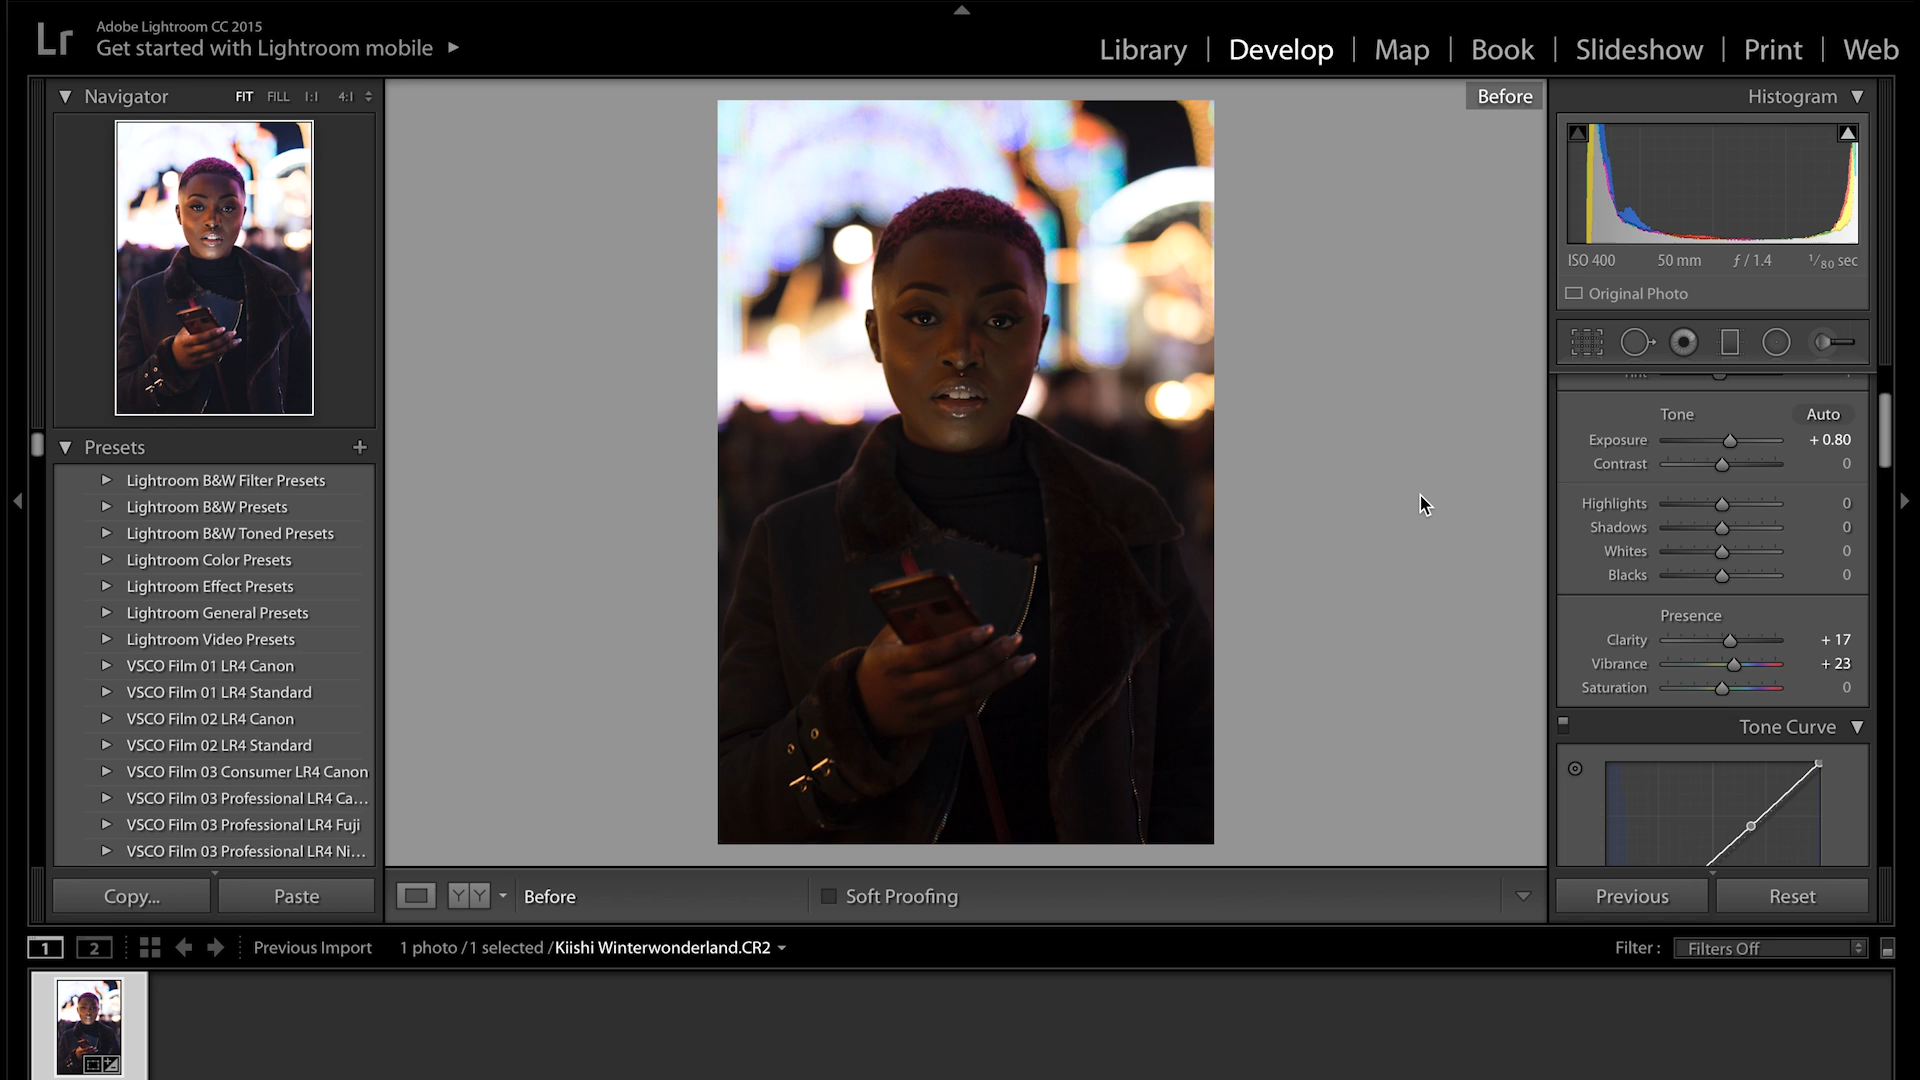 Lr
Adobe Lightroom CC 2015
Get started with Lightroom mobile
Library | Develop | Map | Book | Slideshow | Print | Web
Navigator FIT FILL 1:1 4:1
Before
Histogram
ISO 400 50 mm ƒ / 1.4 1/80 sec
Original Photo
Tone Auto
Exposure + 0.80
Contrast 0
Highlights 0
Shadows 0
Whites 0
Blacks 0
Presence
Clarity + 17
Vibrance + 23
Saturation 0
Tone Curve
Presets +
Lightroom B&W Filter Presets
Lightroom B&W Presets
Lightroom B&W Toned Presets
Lightroom Color Presets
Lightroom Effect Presets
Lightroom General Presets
Lightroom Video Presets
VSCO Film 01 LR4 Canon
VSCO Film 01 LR4 Standard
VSCO Film 02 LR4 Canon
VSCO Film 02 LR4 Standard
VSCO Film 03 Consumer LR4 Canon
VSCO Film 03 Professional LR4 Ca...
VSCO Film 03 Professional LR4 Fuji
VSCO Film 03 Professional LR4 Ni...
Copy... Paste
YY Before Soft Proofing
Previous Reset
1 2 Previous Import 1 photo / 1 selected / Kiishi Winterwonderland.CR2
Filter : Filters Off